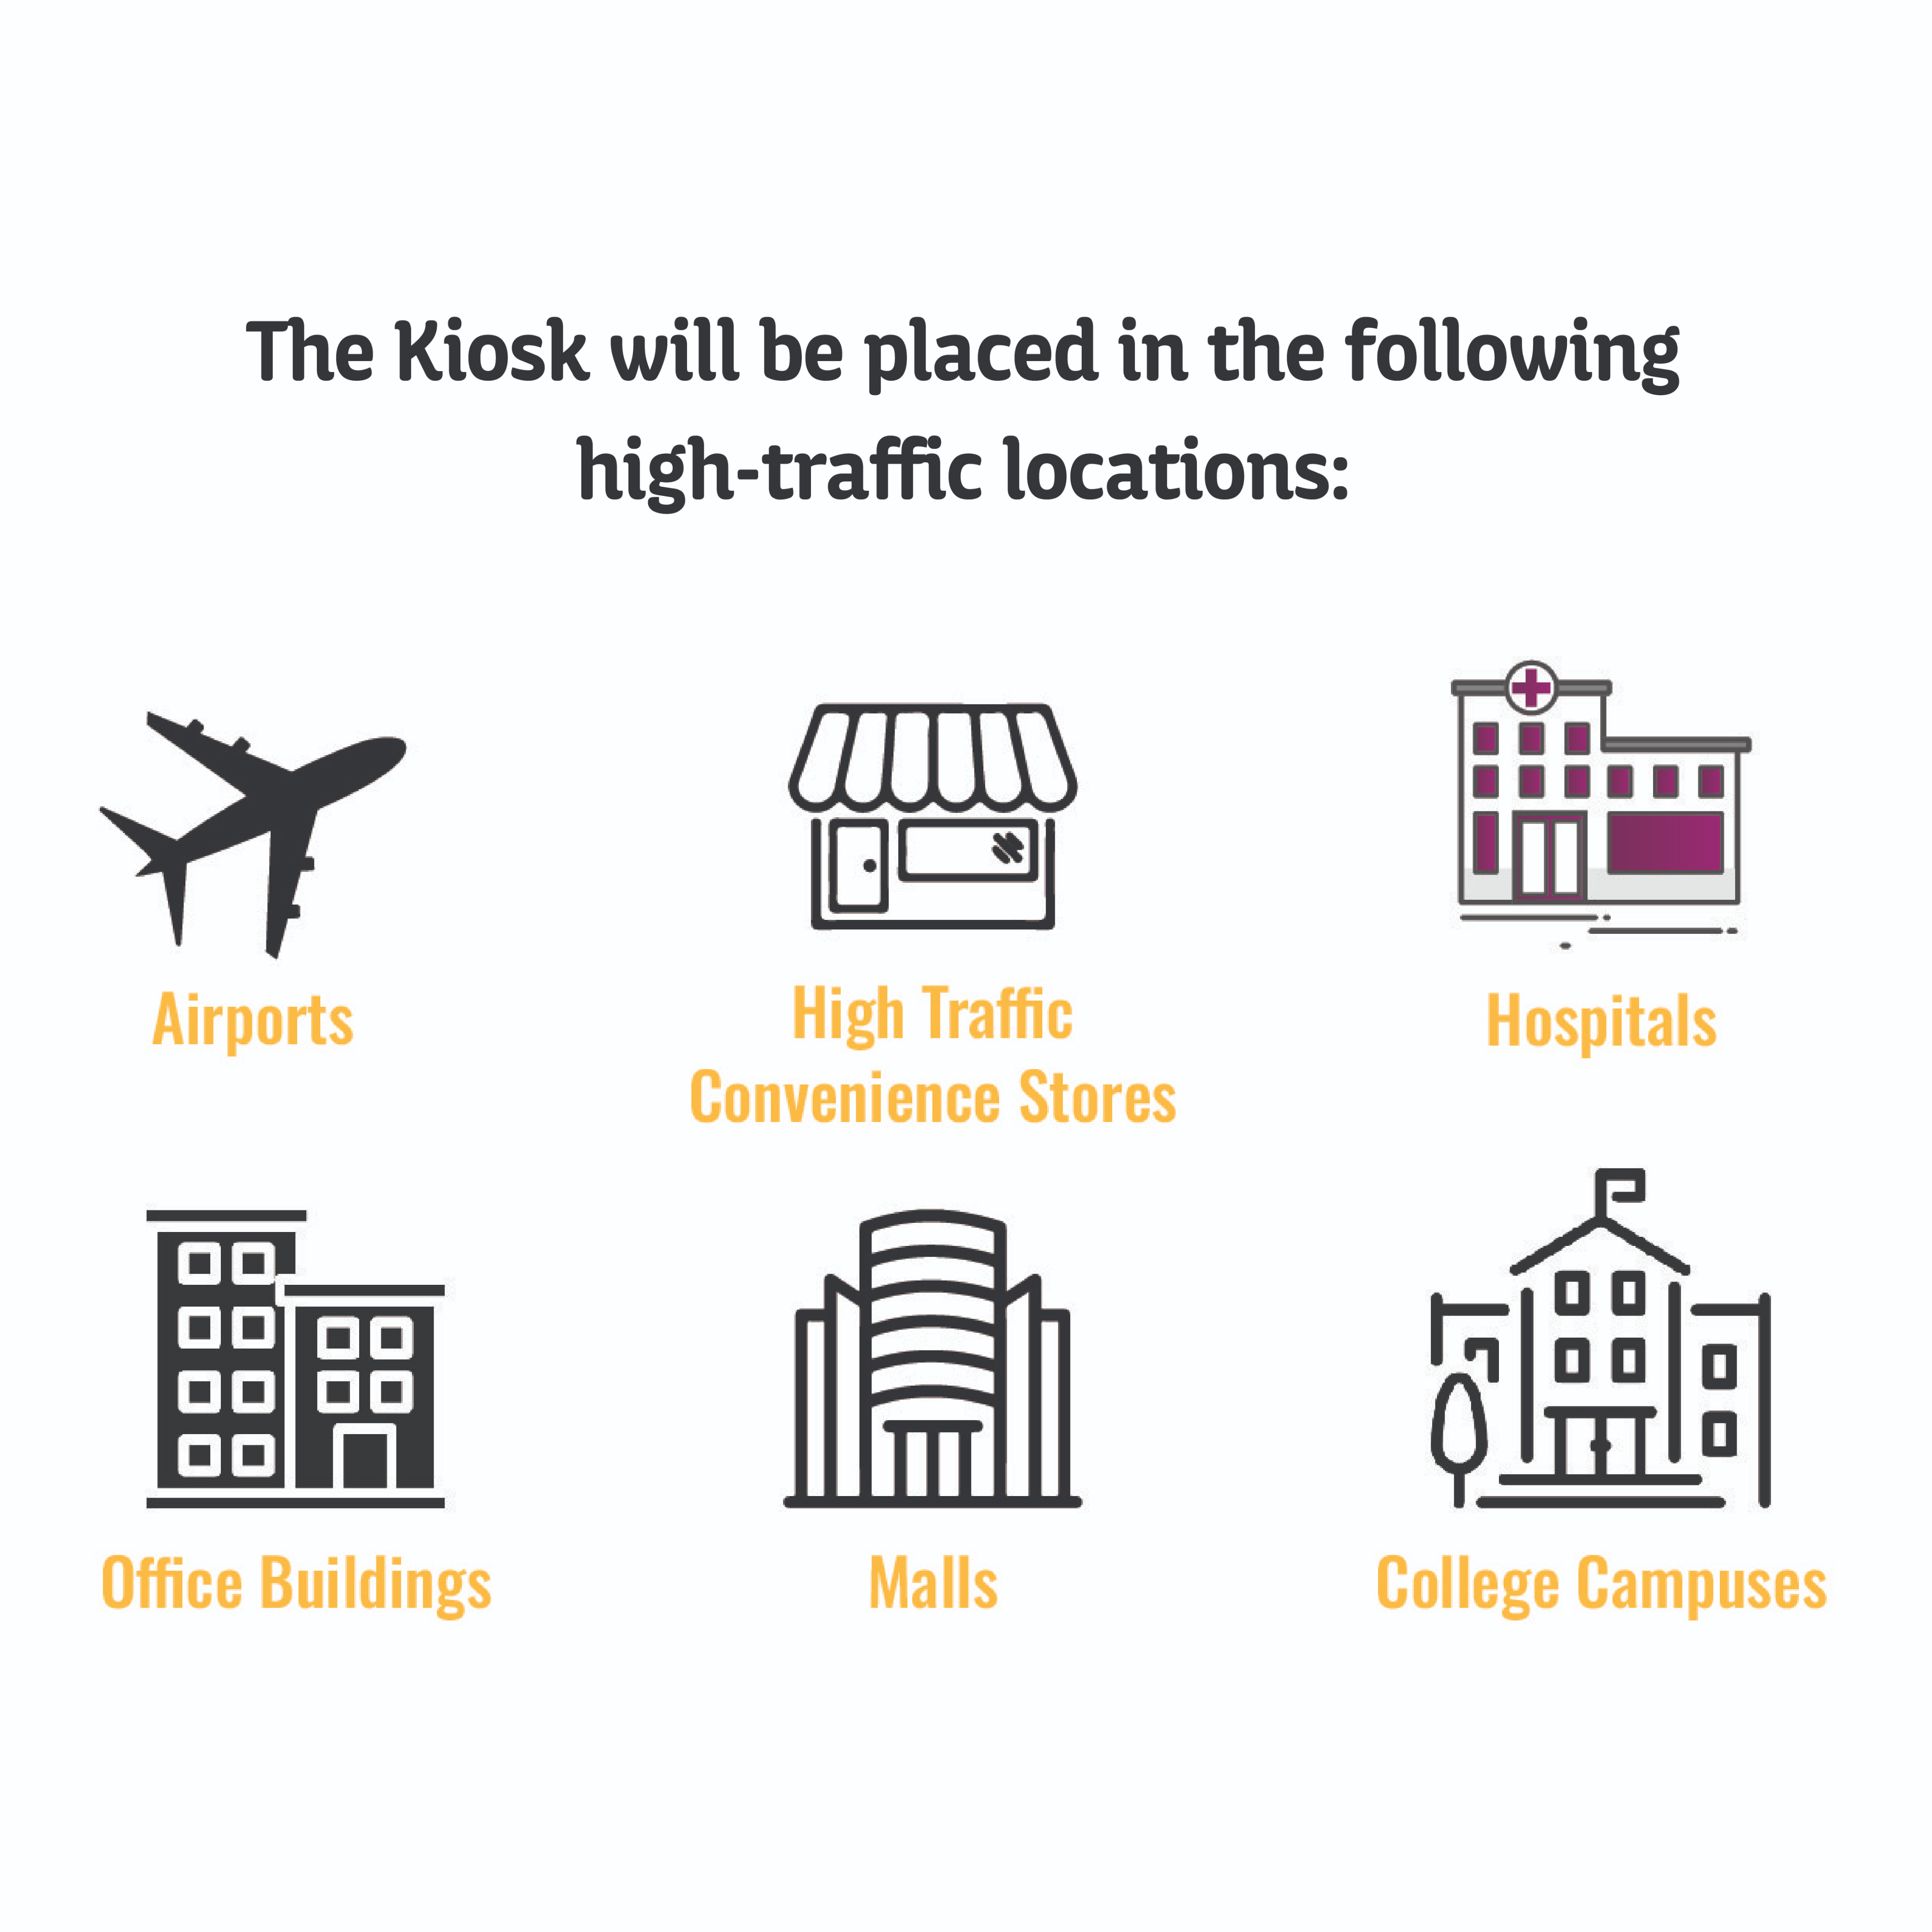 The Kiosk will be placed in the following
high-traffic locations:
Airports
High Traffic
Convenience Stores
Hospitals
Office Buildings
Malls
College Campuses